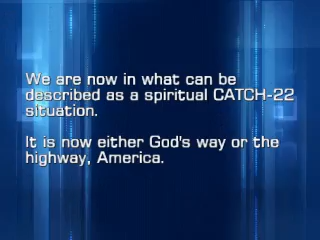 We are now in what can be
described as a spiritual CATCH-22
situation.
It is now either God's way or the
highway, America.